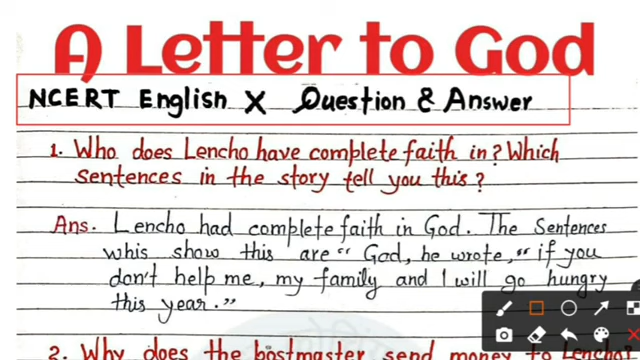 A Letter to God
NCERT English X Question & Answer
1. Who does Lencho have complete faith in? Which
sentences in the story tell you this?
Ans. Lencho had complete faith in God. The Sentences
whis show this are " God, he wrote, " if you
don't help me, my family and I will go hungry
this year."
2. Why does the postmaster send money to Lencho?